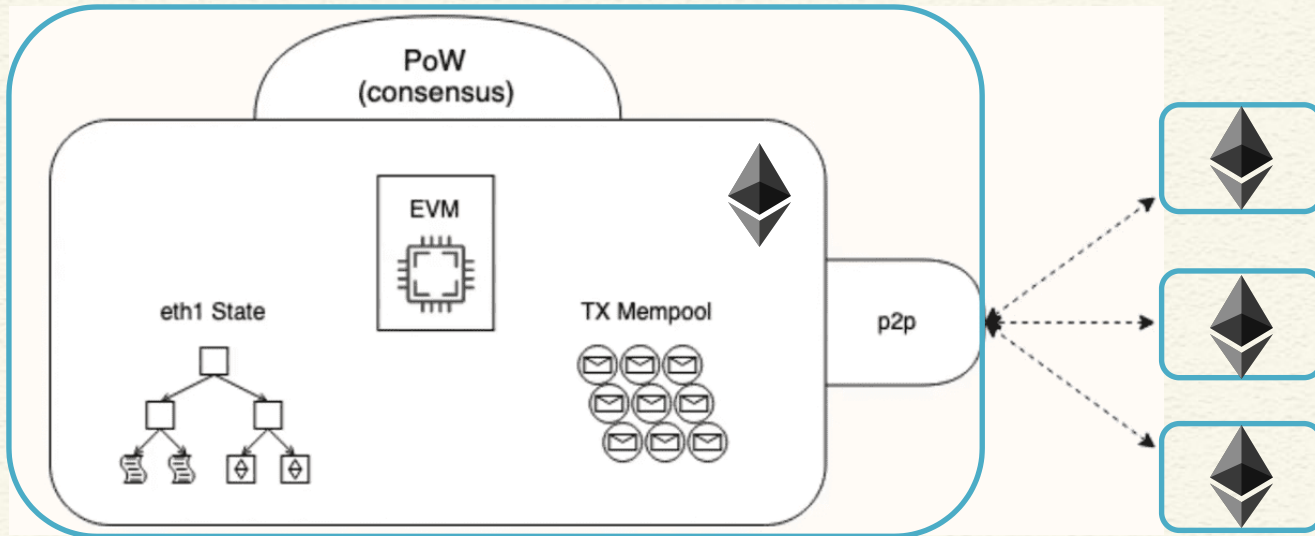 PoW
(consensus)
EVM
eth1 State
TX Mempool
p2p